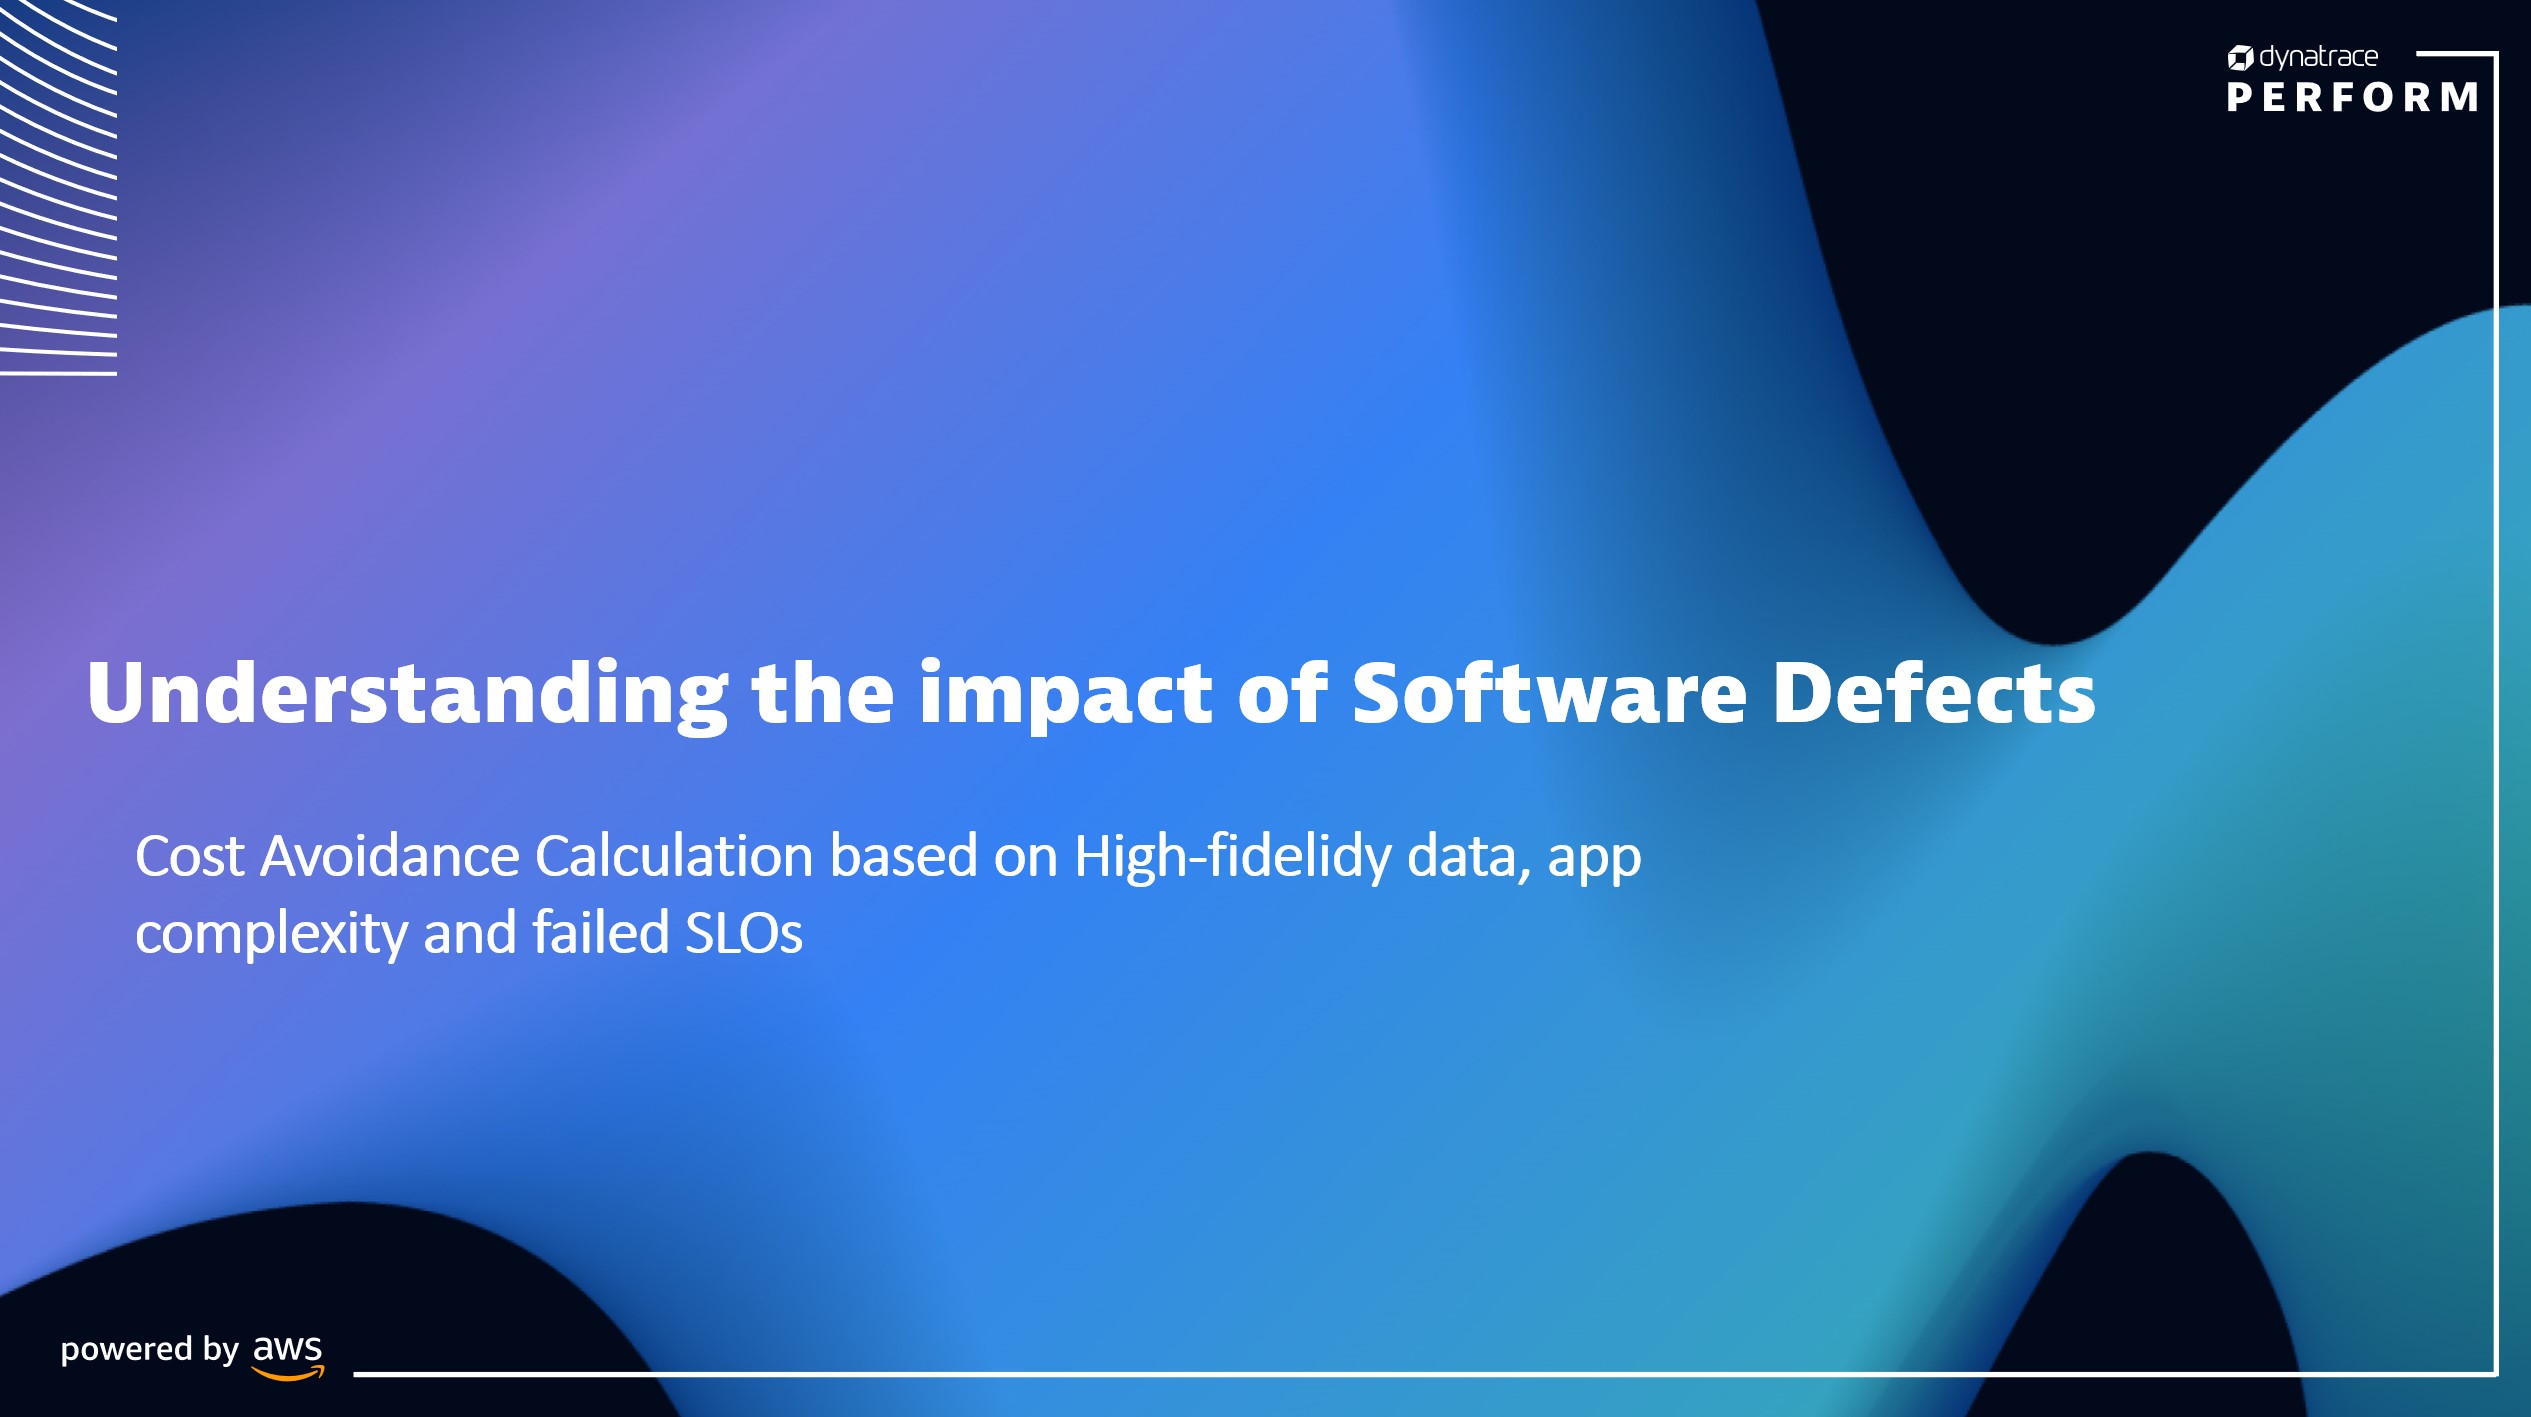 dynatrace
PERFORM
Understanding the impact of Software Defects
Cost Avoidance Calculation based on High-fidelidy data, app
complexity and failed SLOs
powered by aws